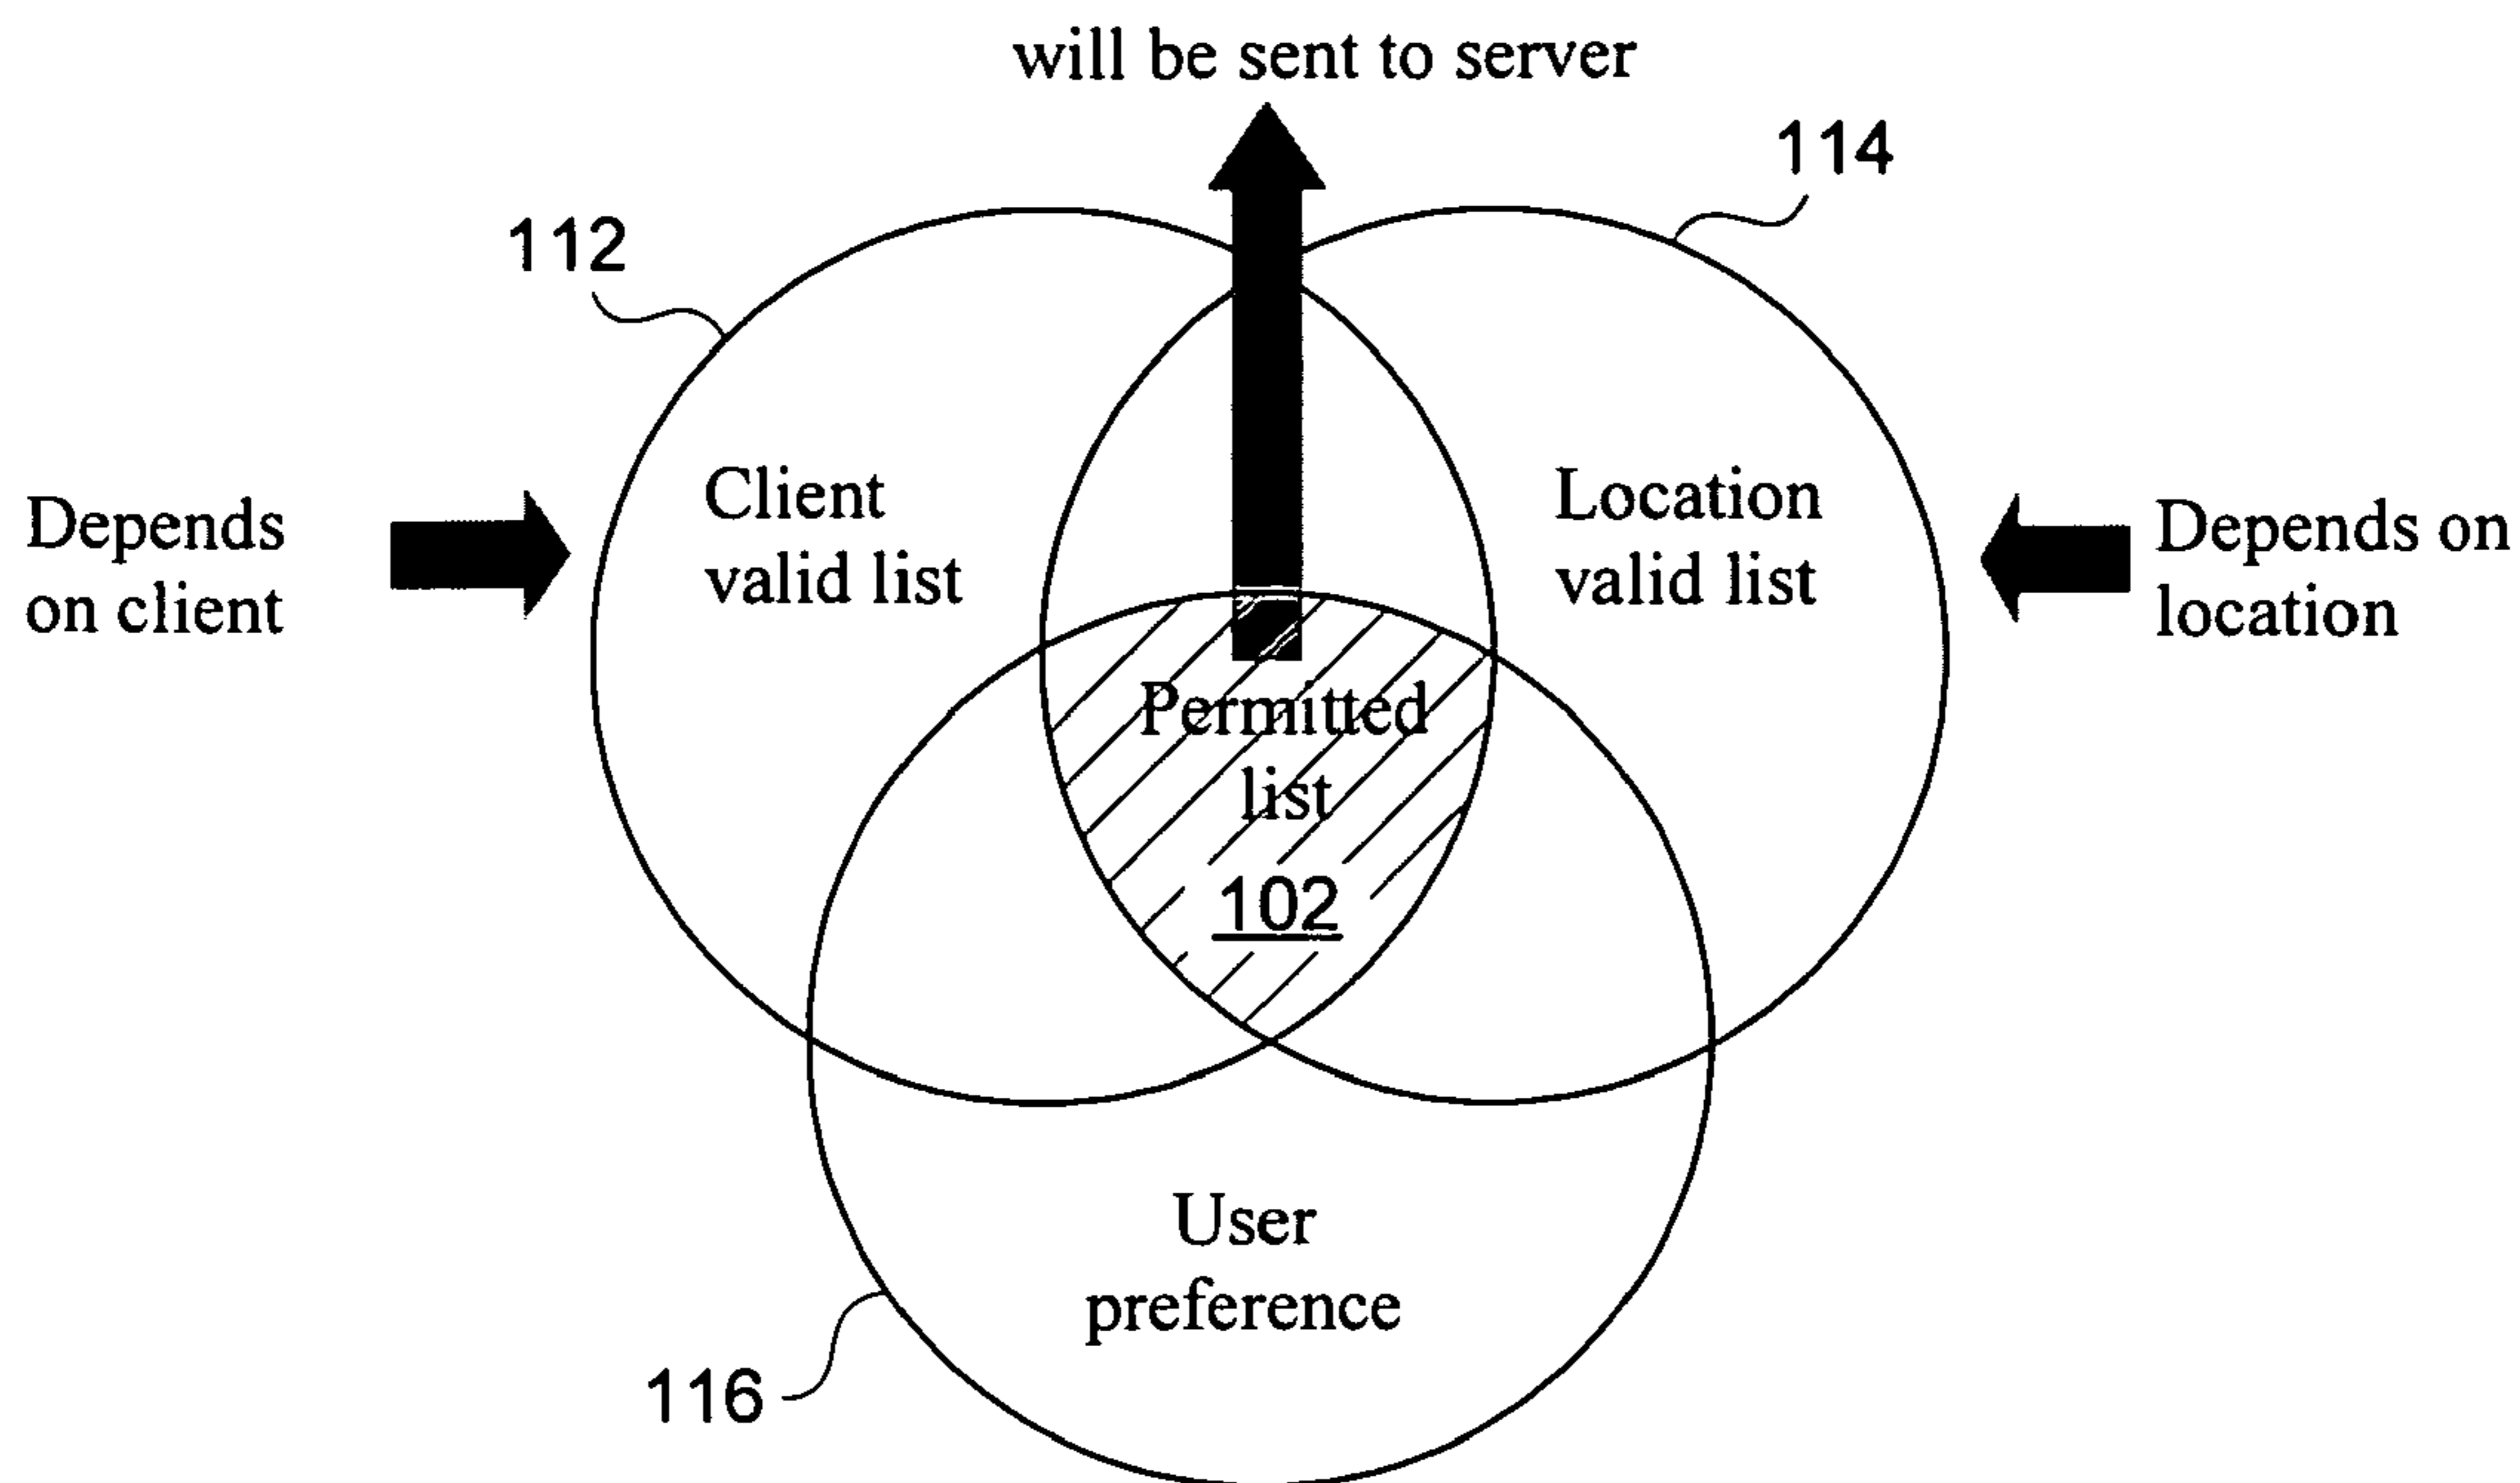 will be sent to server
114
112
Client
valid list
Location
valid list
Depends
on client
Depends on
location
Permitted
list
102
User
preference
116